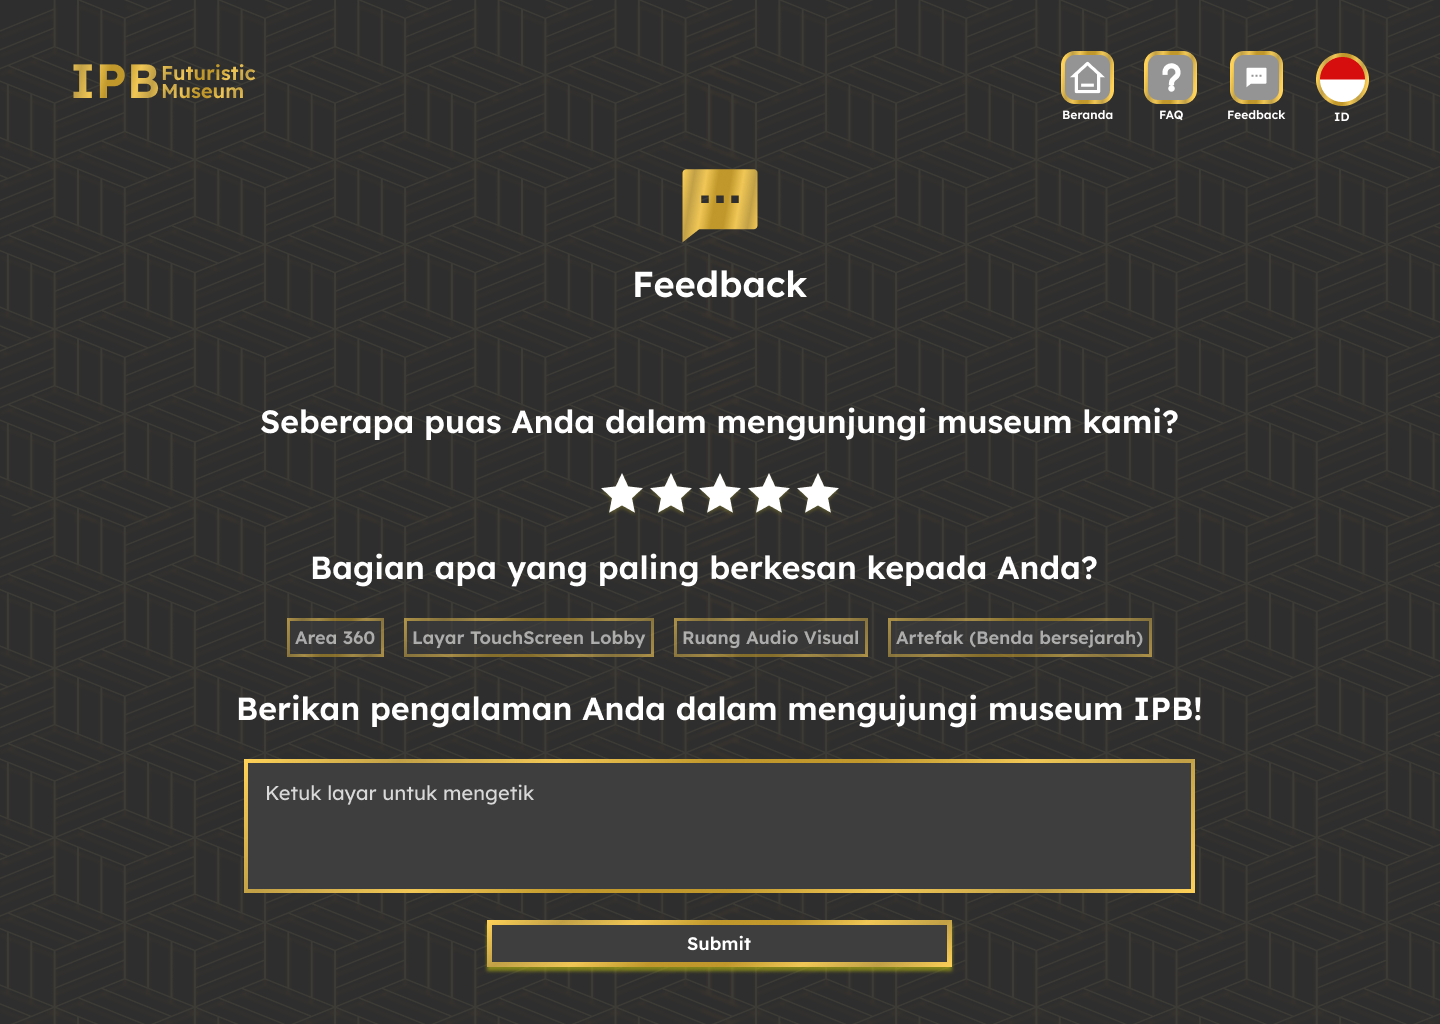 IPB Futuristic
Museum
Beranda
FAQ
Feedback
ID
Feedback
Seberapa puas Anda dalam mengunjungi museum kami?
Bagian apa yang paling berkesan kepada Anda?
Area 360
Layar TouchScreen Lobby
Ruang Audio Visual
Artefak (Benda bersejarah)
Berikan pengalaman Anda dalam mengujungi museum IPB!
Ketuk layar untuk mengetik
Submit